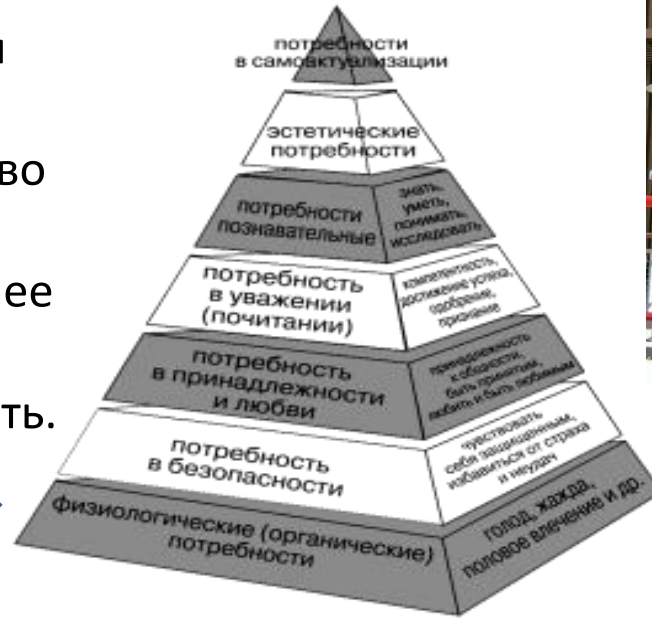 потребности
в самоактуализации
эстетические
потребности
потребности
познавательные
знать,
уметь,
понимать,
исследовать
потребность
в уважении
(почитании)
компетентность,
достижение успеха,
одобрение,
признание
потребность
в принадлежности
и любви
принадлежность
к общности,
быть принятым,
любить и быть любимым
потребность
в безопасности
чувствовать
себя защищенным,
избавиться от страха
и неудач
физиологические (органические)
потребности
голод, жажда,
половое влечение и др.
во
ее
ть.